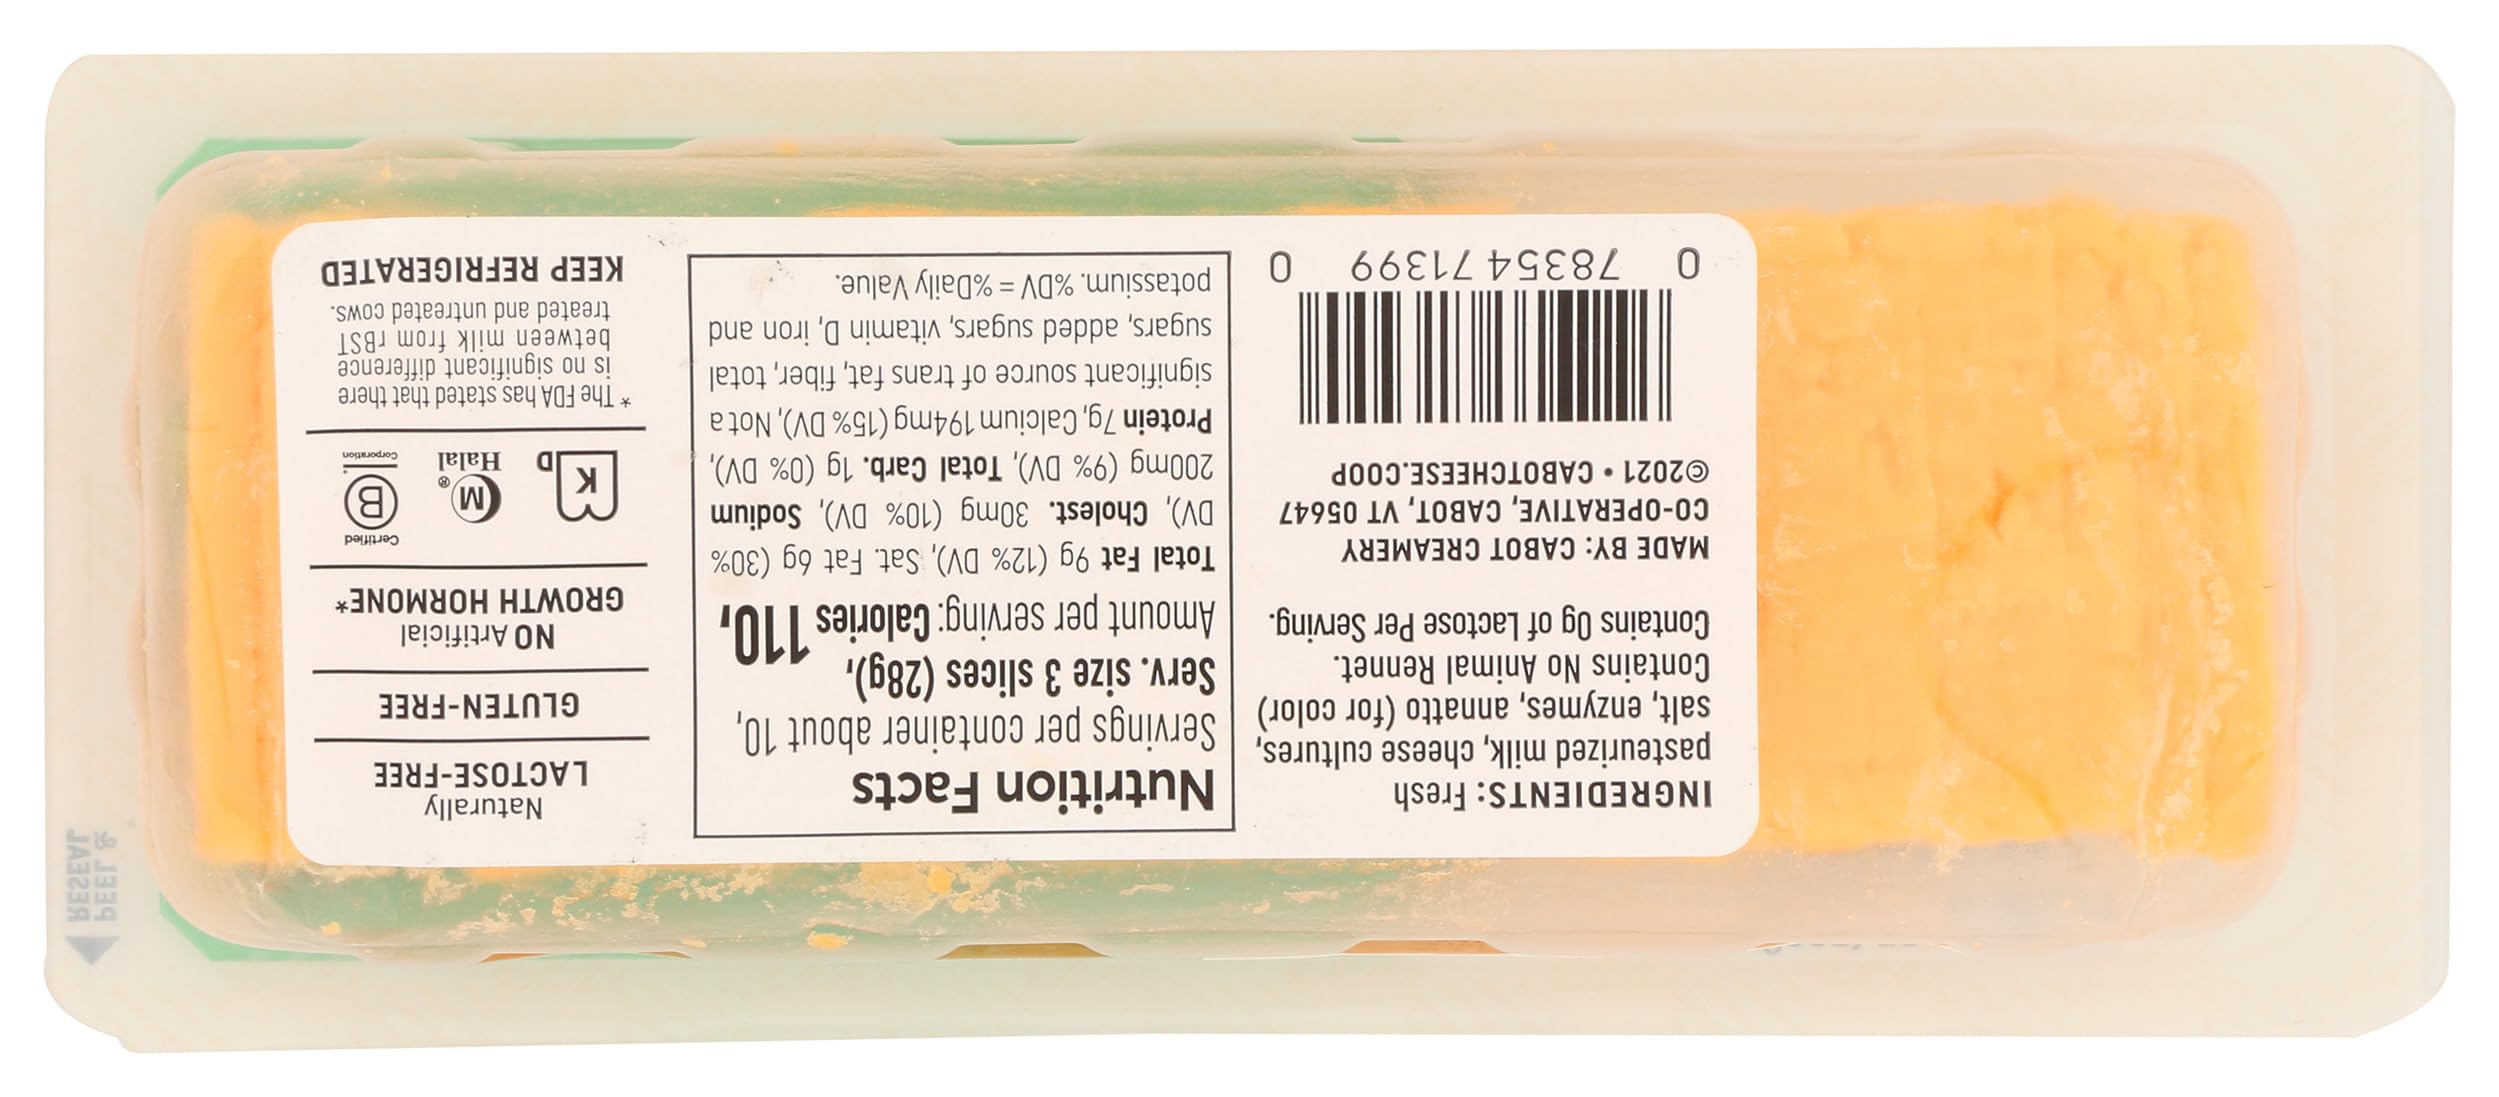 INGREDIENTS: Fresh
pasteurized milk, cheese cultures,
salt, enzymes, annatto (for color)
Contains No Animal Rennet.
Contains 0g of Lactose Per Serving.
MADE BY: CABOT CREAMERY
CO-OPERATIVE, CABOT, VT 05647
©2021 • CABOTCHEESE.COOP
0 78354 71399 0
Nutrition Facts
Servings per container about 10,
Serv. size 3 slices (28g),
Amount per serving: Calories 110,
Total Fat 9g (12% DV), Sat. Fat 6g (30%
DV), Cholest. 30mg (10% DV), Sodium
200mg (9% DV), Total Carb. 1g (0% DV),
Protein 7g, Calcium 194mg (15% DV), Not a
significant source of trans fat, fiber, total
sugars, added sugars, vitamin D, iron and
potassium. %DV = %Daily Value.
Naturally
LACTOSE-FREE
GLUTEN-FREE
NO Artificial
GROWTH HORMONE*
K D
M ®
Halal
Certified
B
Corporation
* The FDA has stated that there
is no significant difference
between milk from rBST
treated and untreated cows.
KEEP REFRIGERATED
PEEL &
RESEAL